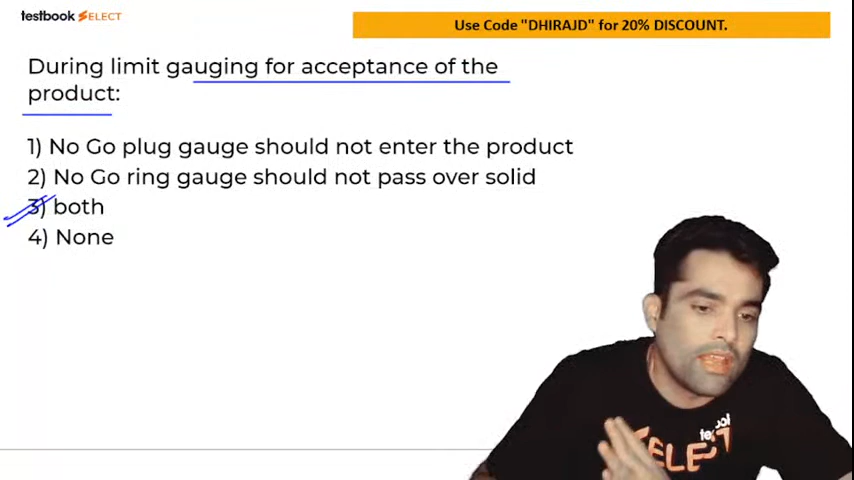 testbook SELECT
Use Code "DHIRAJD" for 20% DISCOUNT.
During limit gauging for acceptance of the
product:
1) No Go plug gauge should not enter the product
2) No Go ring gauge should not pass over solid
3) both
4) None
SELECT